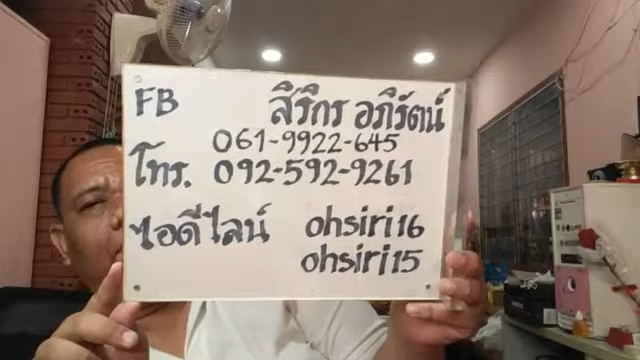 FB สิริกร อภิรัตน์
061-9922-645
โทร. 092-592-9261
ไอดีไลน์ ohsiri16
ohsiri15